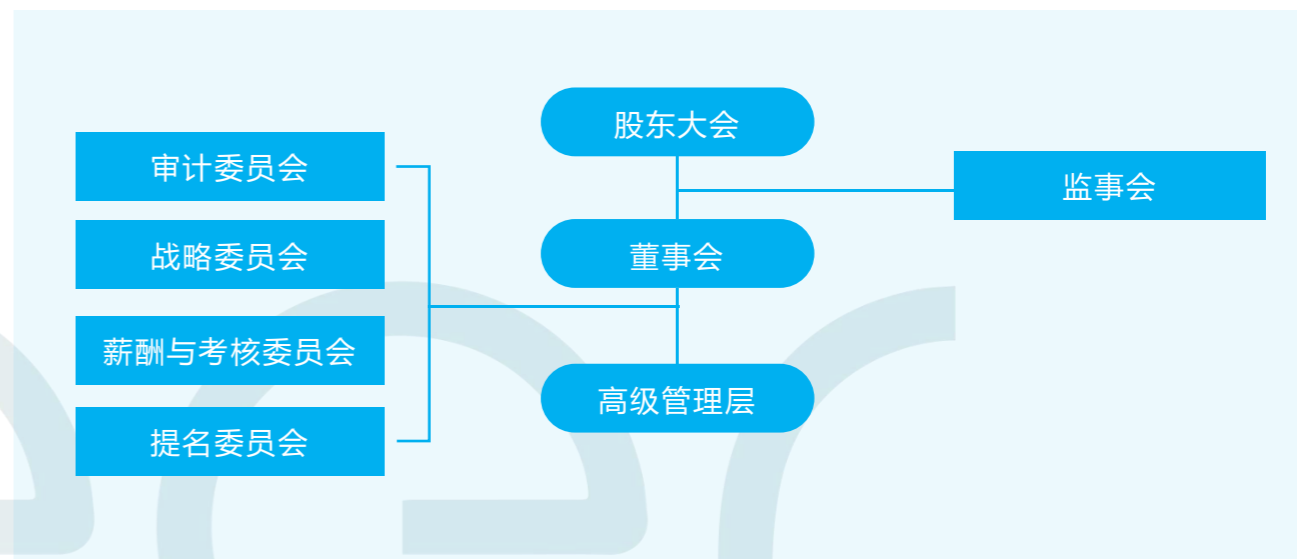 股东大会
审计委员会
监事会
战略委员会
董事会
薪酬与考核委员会
高级管理层
提名委员会